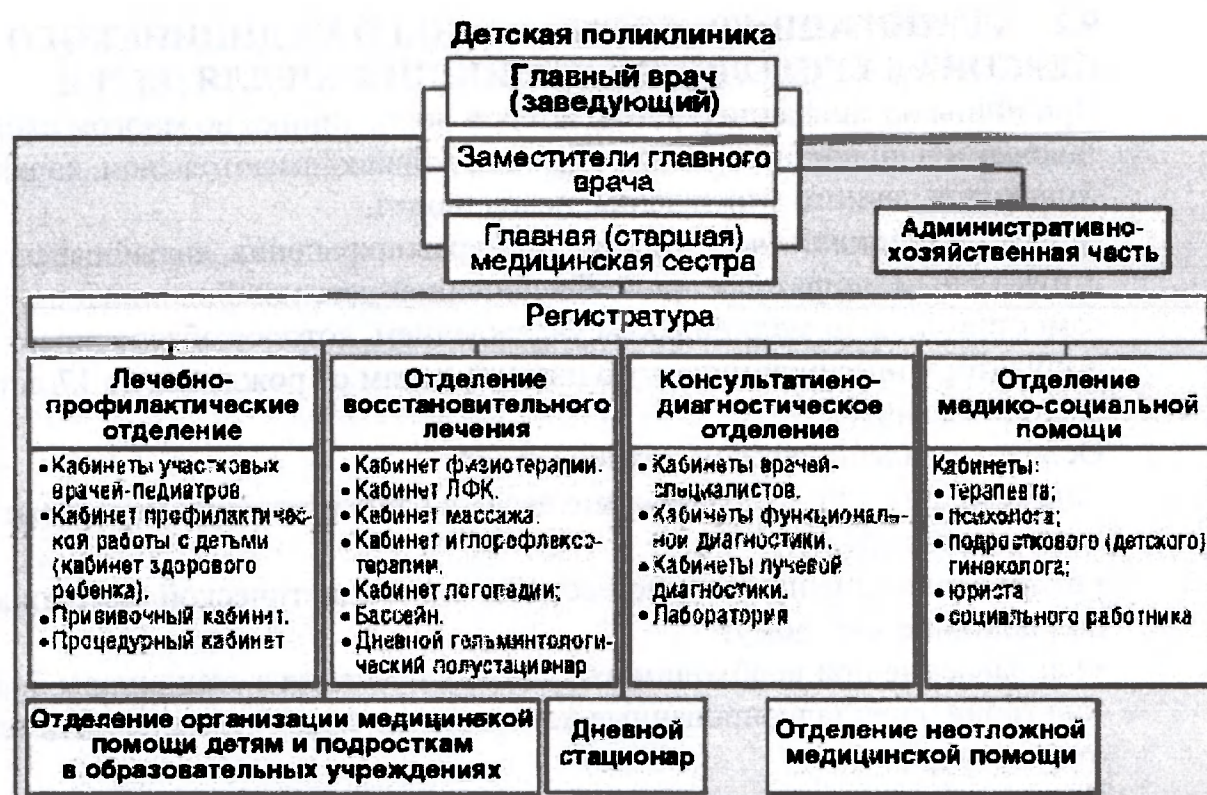 Детская поликлиника
Главный врач
(заведующий)
Заместители главного
врача
Главная (старшая)
медицинская сестра
Административно-
хозяйственная часть
Регистратура
Лечебно-
профилактические
отделение
• Кабинеты участковых
врачей-педиатров.
• Кабинет профилактичес-
кой работы с детьми
(кабинет здорового
ребенка).
• Прививочный кабинет.
• Процедурный кабинет
Отделение
восстановительного
лечения
• Кабинет физиотерапии.
• Кабинет ЛФК.
• Кабинет массажа.
• Кабинет иглорефлексо-
терапии.
• Кабинет логопедии;
• Бассейн.
• Дневной гельминтологи-
ческий полустационар
Консультативно-
диагностическое
отделение
• Кабинеты врачей-
специалистов.
• Кабинеты функциональ-
ной диагностики.
• Кабинеты лучевой
диагностики.
• Лаборатория
Отделение
медико-социальной
помощи
Кабинеты:
• терапевта;
• психолога;
• подросткового (детского)
гинеколога;
• юриста
• социального работника
Отделение организации медицинской
помощи детям и подросткам
в образовательных учреждениях
Дневной
стационар
Отделение неотложной
медицинской помощи